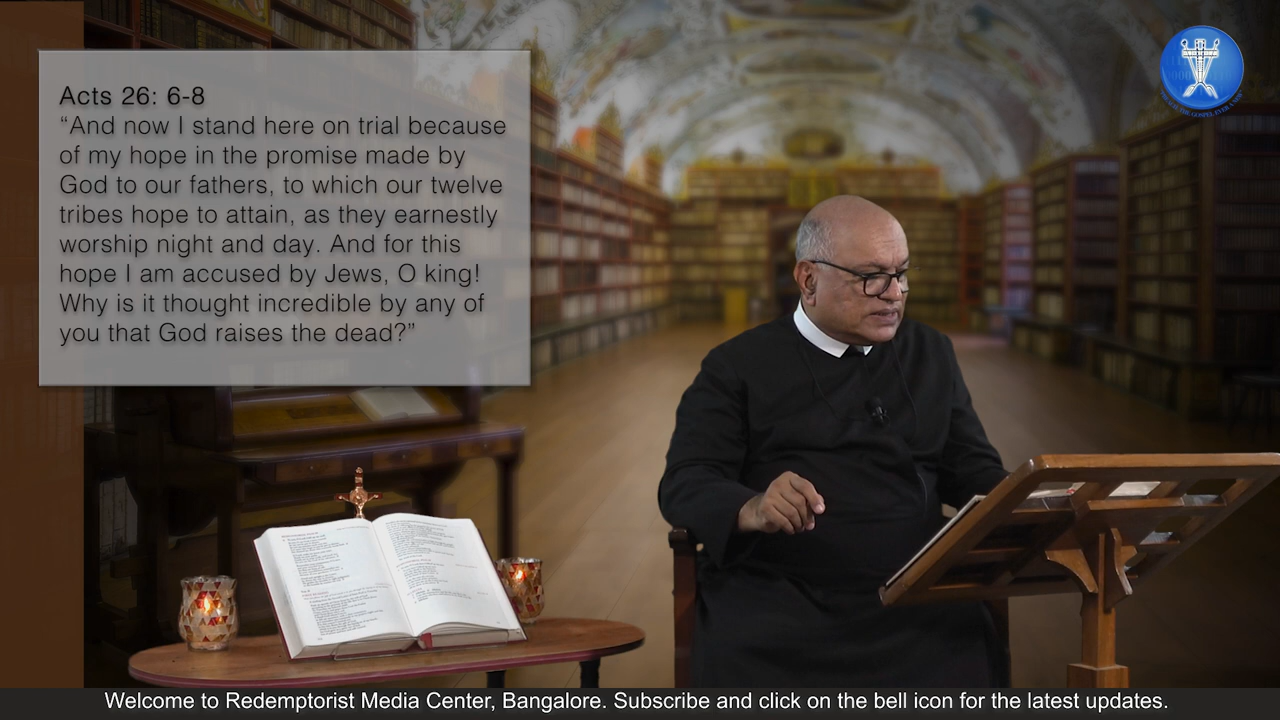 Acts 26: 6-8
“And now I stand here on trial because
of my hope in the promise made by
God to our fathers, to which our twelve
tribes hope to attain, as they earnestly
worship night and day. And for this
hope I am accused by Jews, O king!
Why is it thought incredible by any of
you that God raises the dead?”
Welcome to Redemptorist Media Center, Bangalore. Subscribe and click on the bell icon for the latest updates.